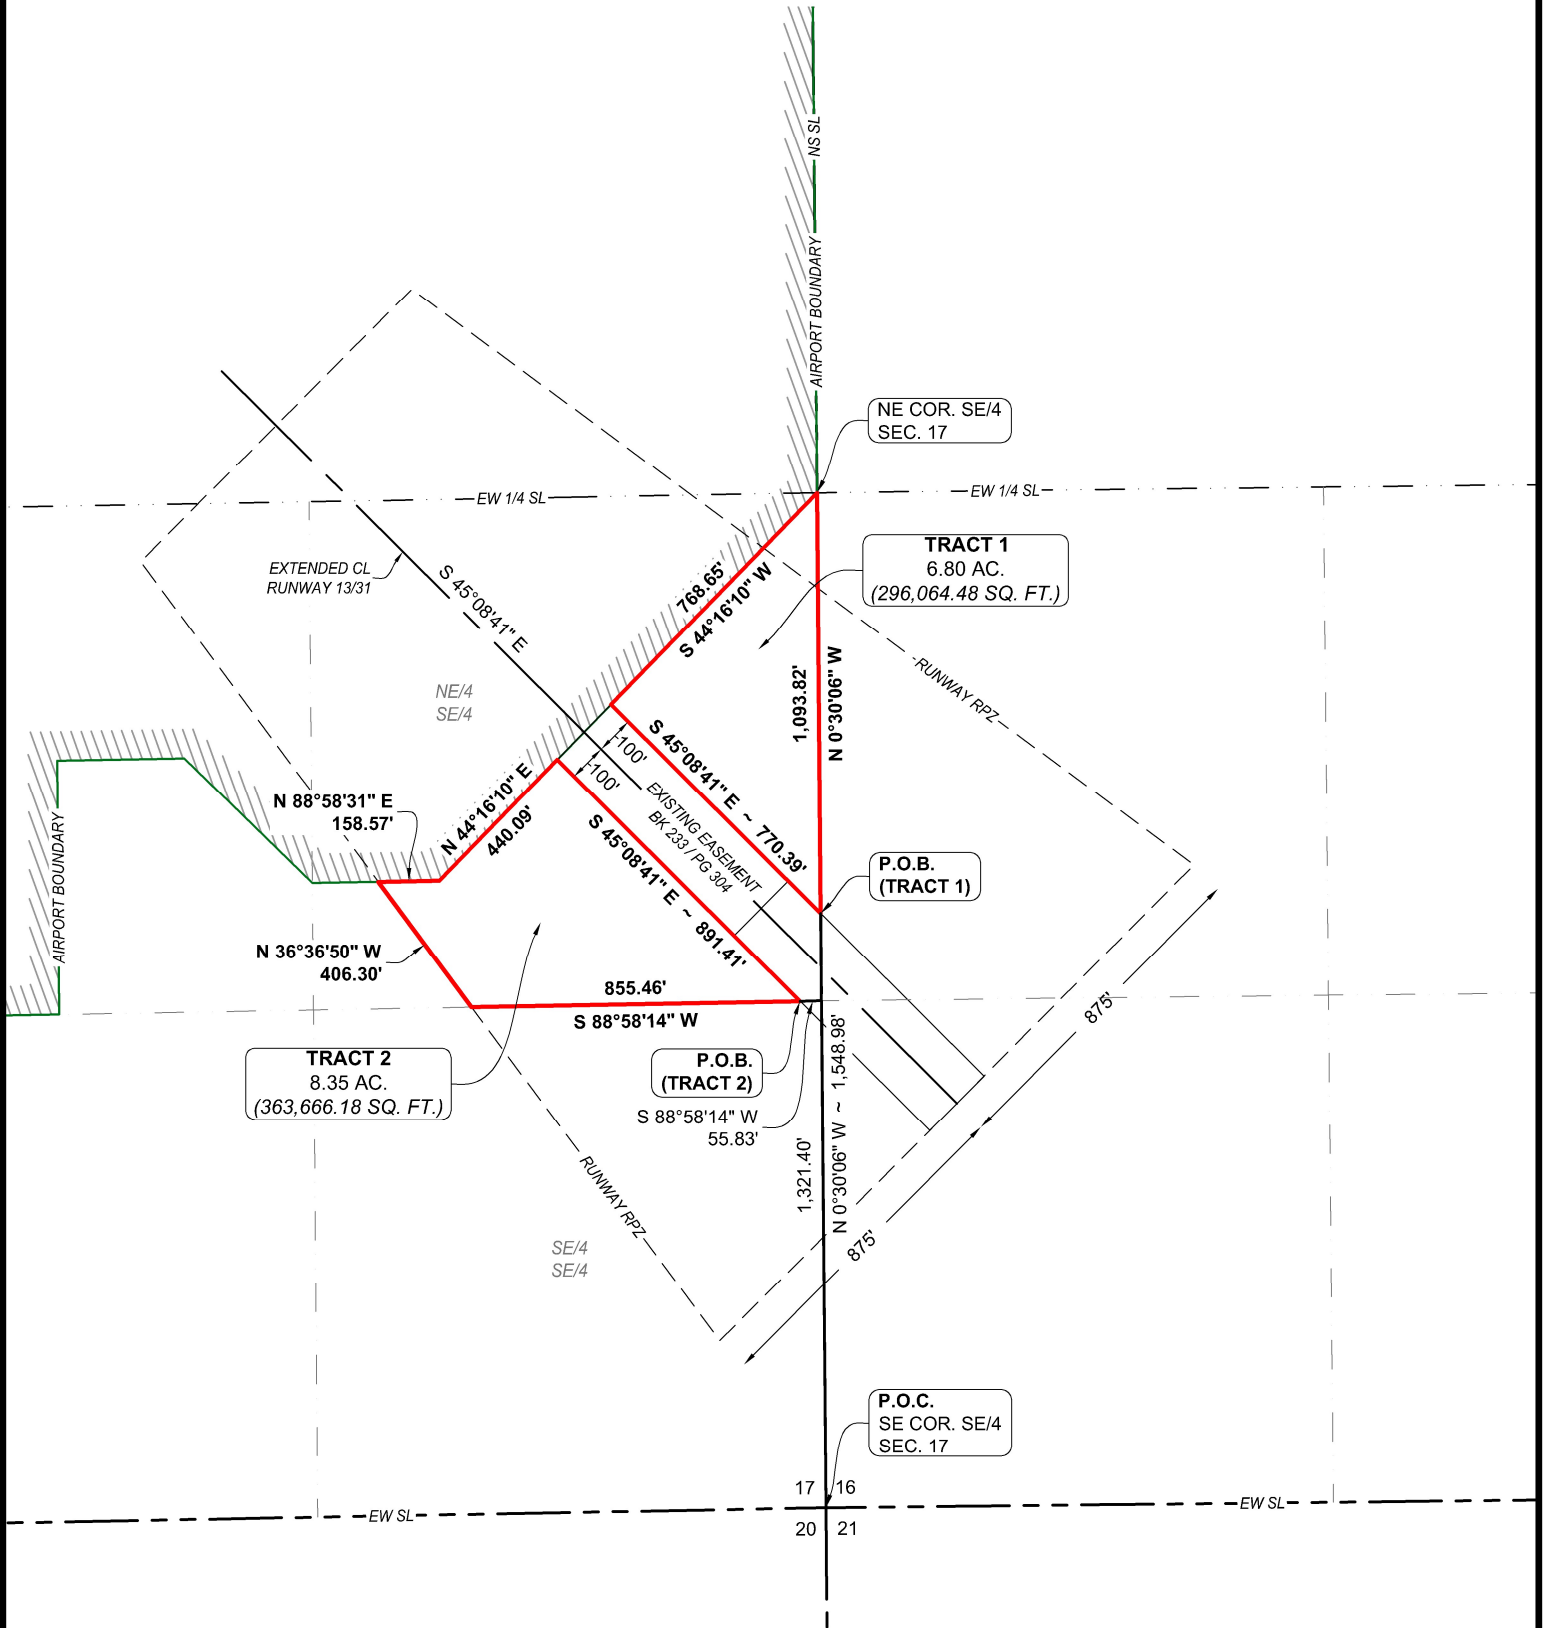 NS SL
AIRPORT BOUNDARY
NE COR. SE/4
SEC. 17
EW 1/4 SL
EW 1/4 SL
TRACT 1
6.80 AC.
(296,064.48 SQ. FT.)
EXTENDED CL
RUNWAY 13/31
S 45°08'41" E
768.65'
S 44°16'10" W
1,093.82'
N 0°30'06" W
RUNWAY RPZ
NE/4
SE/4
100'
100'
S 45°08'41" E ~ 770.39'
EXISTING EASEMENT
BK 233 / PG 304
S 45°08'41" E ~ 891.41'
N 44°16'10" E
440.09'
N 88°58'31" E
158.57'
AIRPORT BOUNDARY
P.O.B.
(TRACT 1)
N 36°36'50" W
406.30'
855.46'
S 88°58'14" W
875'
TRACT 2
8.35 AC.
(363,666.18 SQ. FT.)
P.O.B.
(TRACT 2)
S 88°58'14" W
55.83'
1,321.40'
N 0°30'06" W ~ 1,548.98'
RUNWAY RPZ
875'
SE/4
SE/4
P.O.C.
SE COR. SE/4
SEC. 17
17 16
EW SL
EW SL
20 21